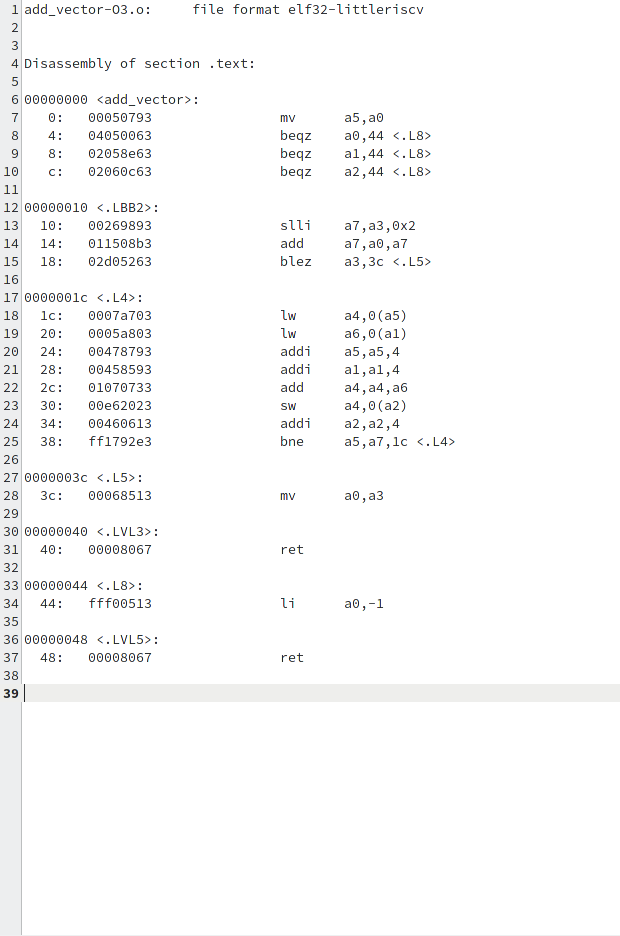 1 add_vector-O3.o:     file format elf32-littleriscv
2
3
4 Disassembly of section .text:
5
6 00000000 <add_vector>:
7    0:   00050793                mv      a5,a0
8    4:   04050063                beqz    a0,44 <.L8>
9    8:   02058e63                beqz    a1,44 <.L8>
10    c:   02060c63                beqz    a2,44 <.L8>
11
12 00000010 <.LBB2>:
13   10:   00269893                slli    a7,a3,0x2
14   14:   011508b3                add     a7,a0,a7
15   18:   02d05263                blez    a3,3c <.L5>
16
17 0000001c <.L4>:
18   1c:   0007a703                lw      a4,0(a5)
19   20:   0005a803                lw      a6,0(a1)
20   24:   00478793                addi    a5,a5,4
21   28:   00458593                addi    a1,a1,4
22   2c:   01070733                add     a4,a4,a6
23   30:   00e62023                sw      a4,0(a2)
24   34:   00460613                addi    a2,a2,4
25   38:   ff1792e3                bne     a5,a7,1c <.L4>
26
27 0000003c <.L5>:
28   3c:   00068513                mv      a0,a3
29
30 00000040 <.LVL3>:
31   40:   00008067                ret
32
33 00000044 <.L8>:
34   44:   fff00513                li      a0,-1
35
36 00000048 <.LVL5>:
37   48:   00008067                ret
38
39